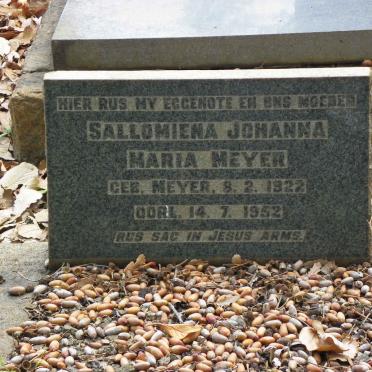 HIER RUS MY EGGENOTE EN ONS MOEDER
SALLOMIENA JOHANNA
MARIA MEYER
GEB. MEYER. 8. 2. 1922
OORL. 14. 7. 1952
RUS SAG IN JESUS ARMS.